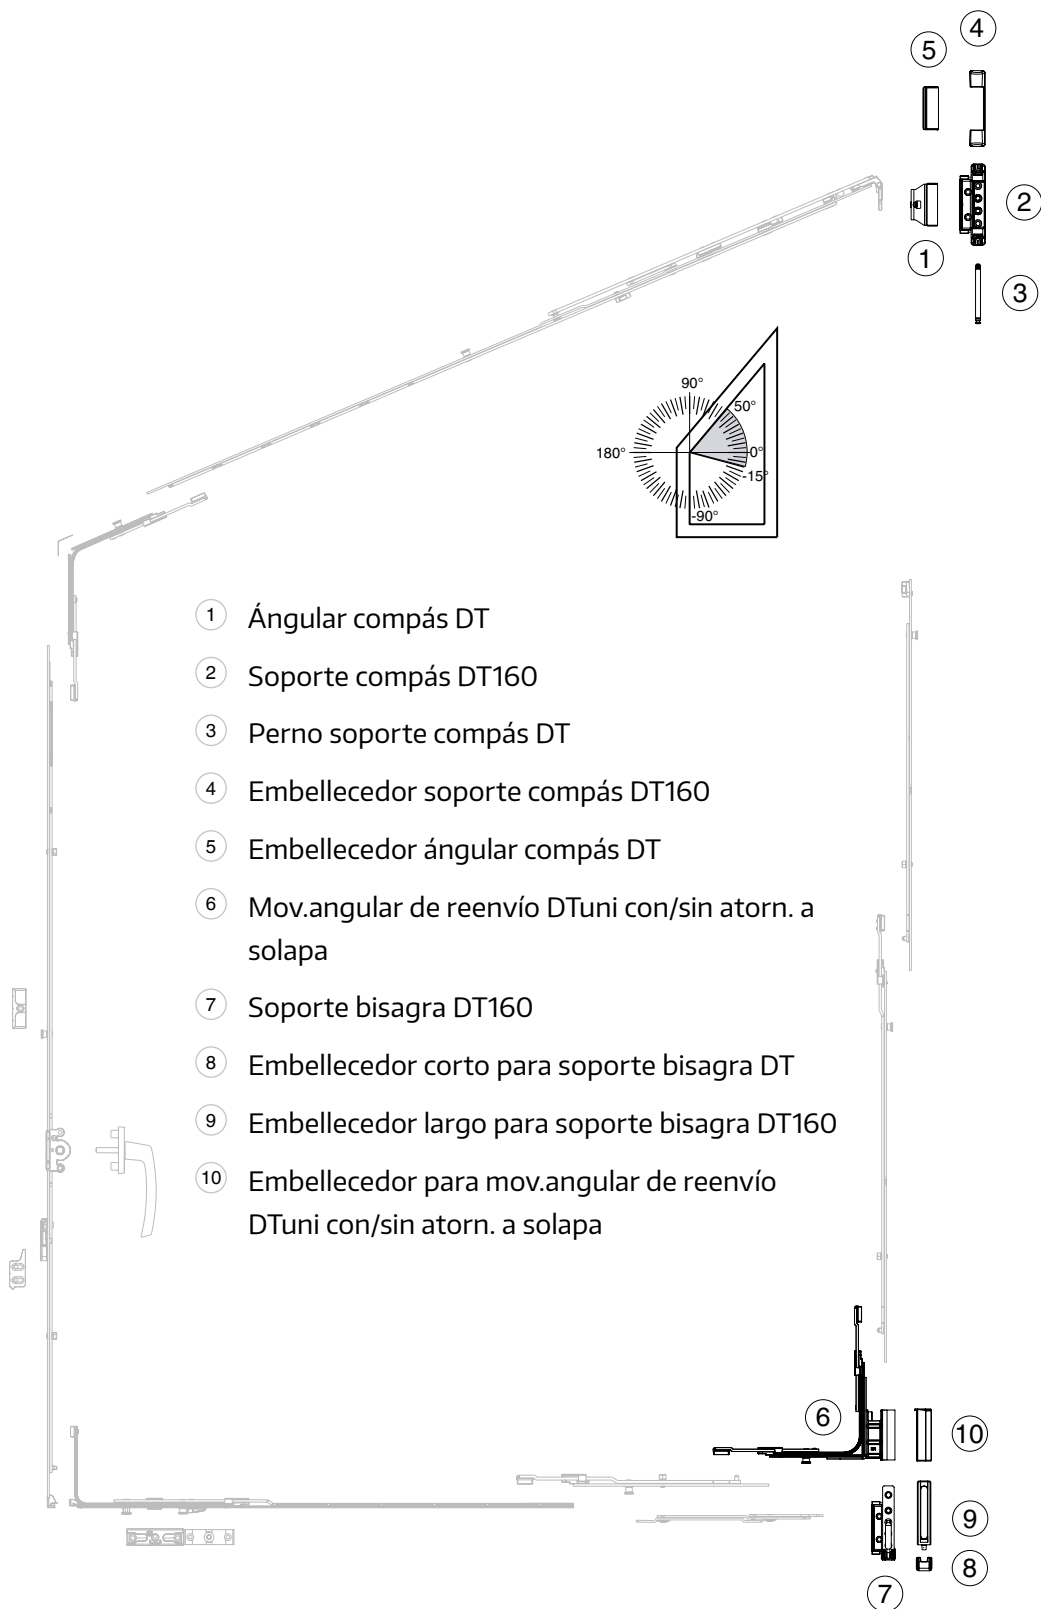 4
5
2
1
3
90°
50°
180°
0°
-15°
-90°
1 Ángular compás DT
2 Soporte compás DT160
3 Perno soporte compás DT
4 Embellecedor soporte compás DT160
5 Embellecedor ángular compás DT
6 Mov.angular de reenvío DTuni con/sin atorn. a
solapa
7 Soporte bisagra DT160
8 Embellecedor corto para soporte bisagra DT
9 Embellecedor largo para soporte bisagra DT160
10 Embellecedor para mov.angular de reenvío
DTuni con/sin atorn. a solapa
6
10
9
8
7